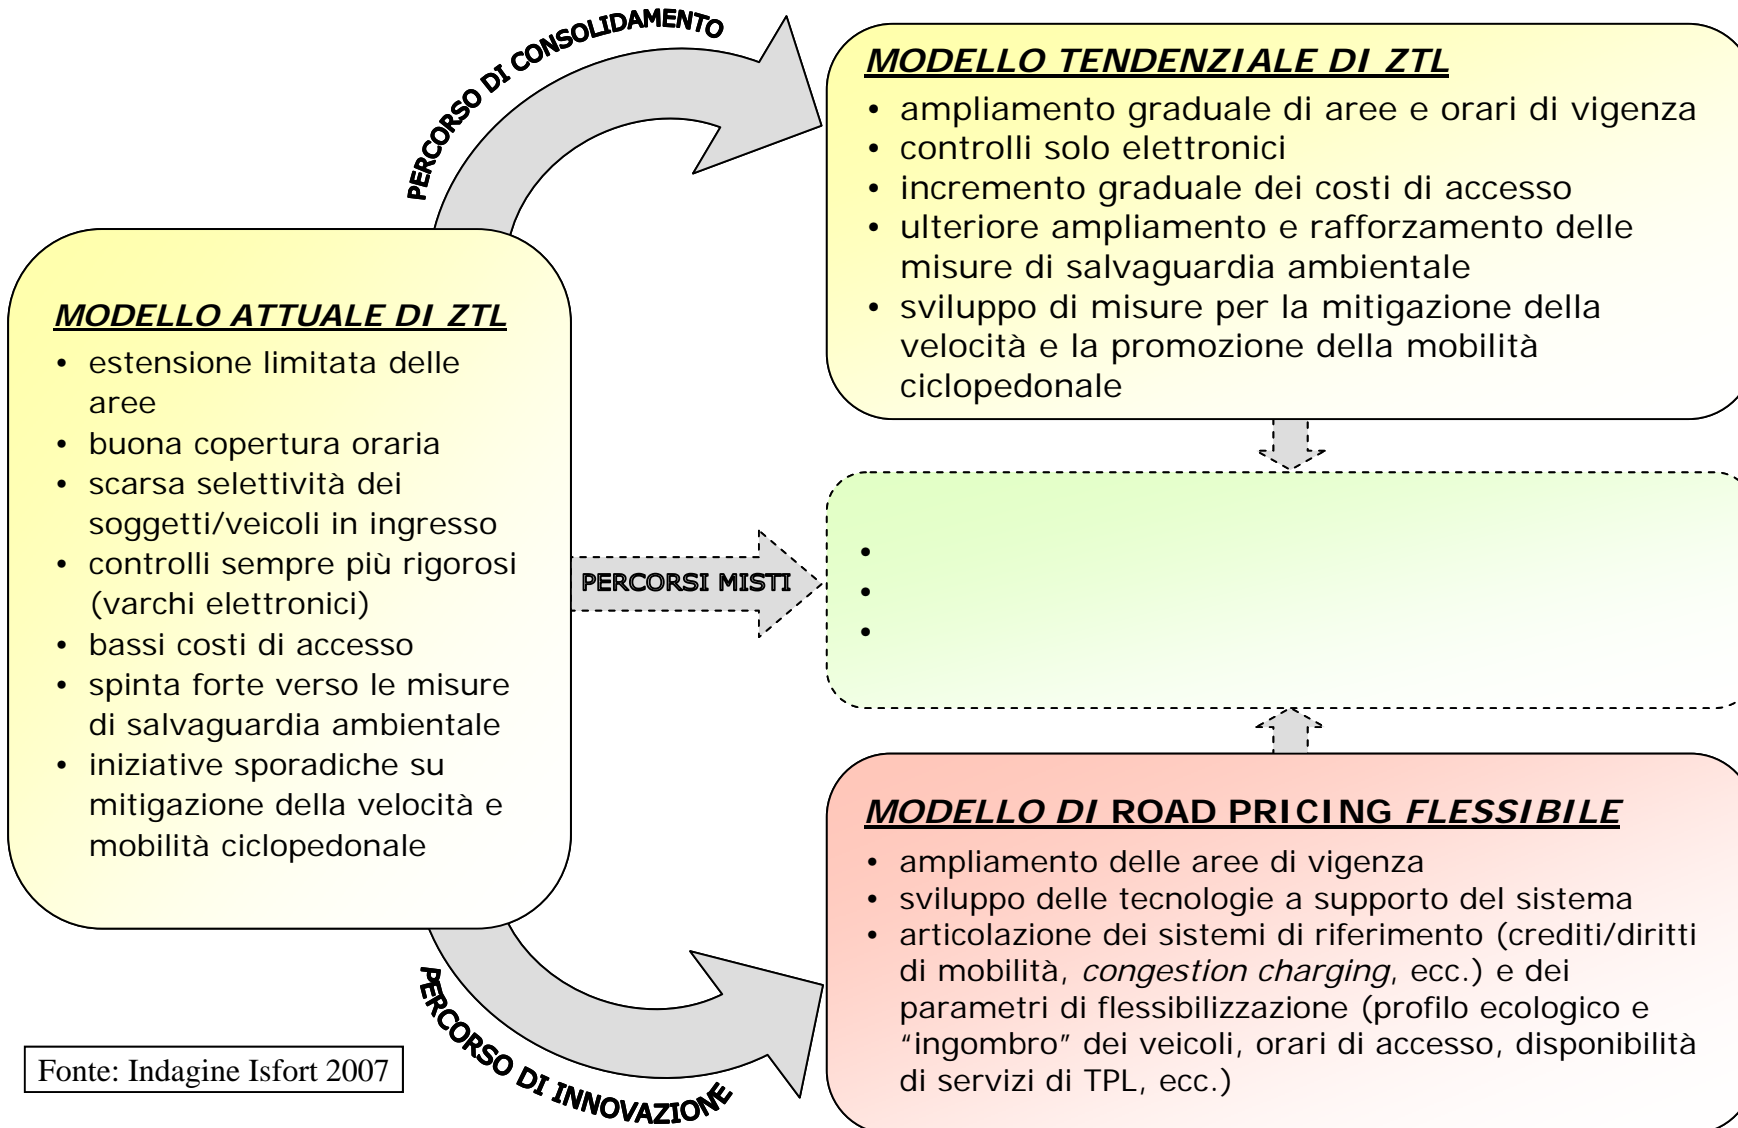 PERCORSO DI CONSOLIDAMENTO
MODELLO ATTUALE DI ZTL
• estensione limitata delle
aree
• buona copertura oraria
• scarsa selettività dei
soggetti/veicoli in ingresso
• controlli sempre più rigorosi
(varchi elettronici)
• bassi costi di accesso
• spinta forte verso le misure
di salvaguardia ambientale
• iniziative sporadiche su
mitigazione della velocità e
mobilità ciclopedonale
MODELLO TENDENZIALE DI ZTL
• ampliamento graduale di aree e orari di vigenza
• controlli solo elettronici
• incremento graduale dei costi di accesso
• ulteriore ampliamento e rafforzamento delle
misure di salvaguardia ambientale
• sviluppo di misure per la mitigazione della
velocità e la promozione della mobilità
ciclopedonale
PERCORSI MISTI
•
•
•
MODELLO DI ROAD PRICING FLESSIBILE
• ampliamento delle aree di vigenza
• sviluppo delle tecnologie a supporto del sistema
• articolazione dei sistemi di riferimento (crediti/diritti
di mobilità, congestion charging, ecc.) e dei
parametri di flessibilizzazione (profilo ecologico e
“ingombro” dei veicoli, orari di accesso, disponibilità
di servizi di TPL, ecc.)
PERCORSO DI INNOVAZIONE
Fonte: Indagine Isfort 2007